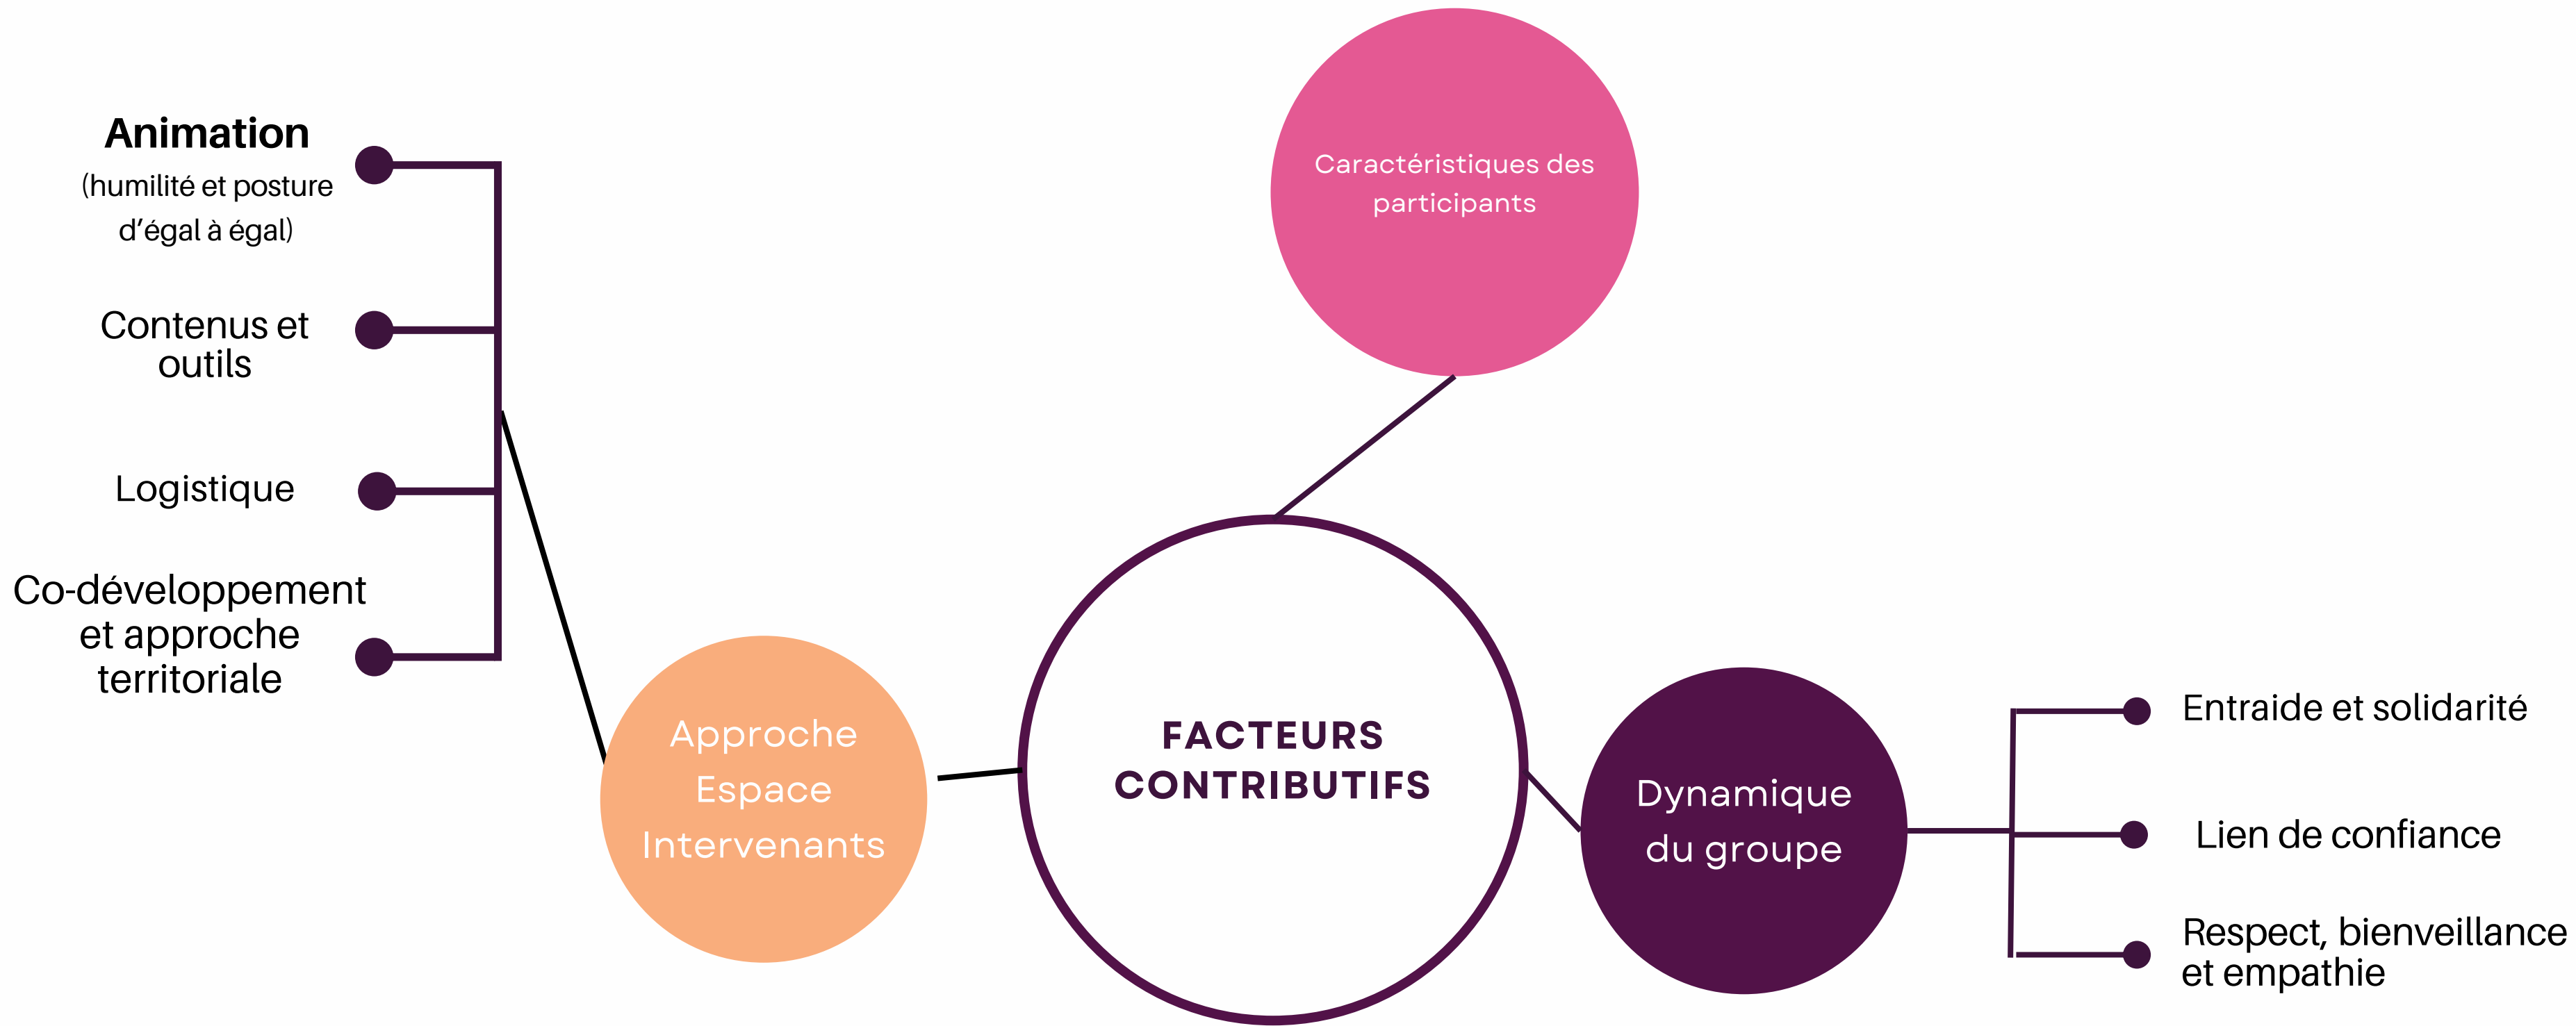 Caractéristiques des
participants
Animation
(humilité et posture
d’égal à égal)
Contenus et
outils
Logistique
Co-développement
et approche
territoriale
Approche
Espace
Intervenants
FACTEURS
CONTRIBUTIFS
Dynamique
du groupe
Entraide et solidarité
Lien de confiance
Respect, bienveillance
et empathie